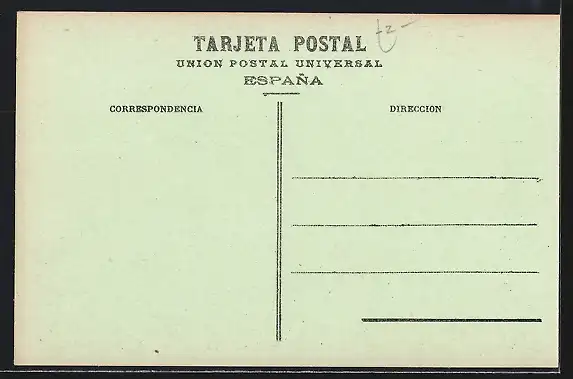 TARJETA POSTAL
UNION POSTAL UNIVERSAL
ESPAÑA
CORRESPONDENCIA
DIRECCION